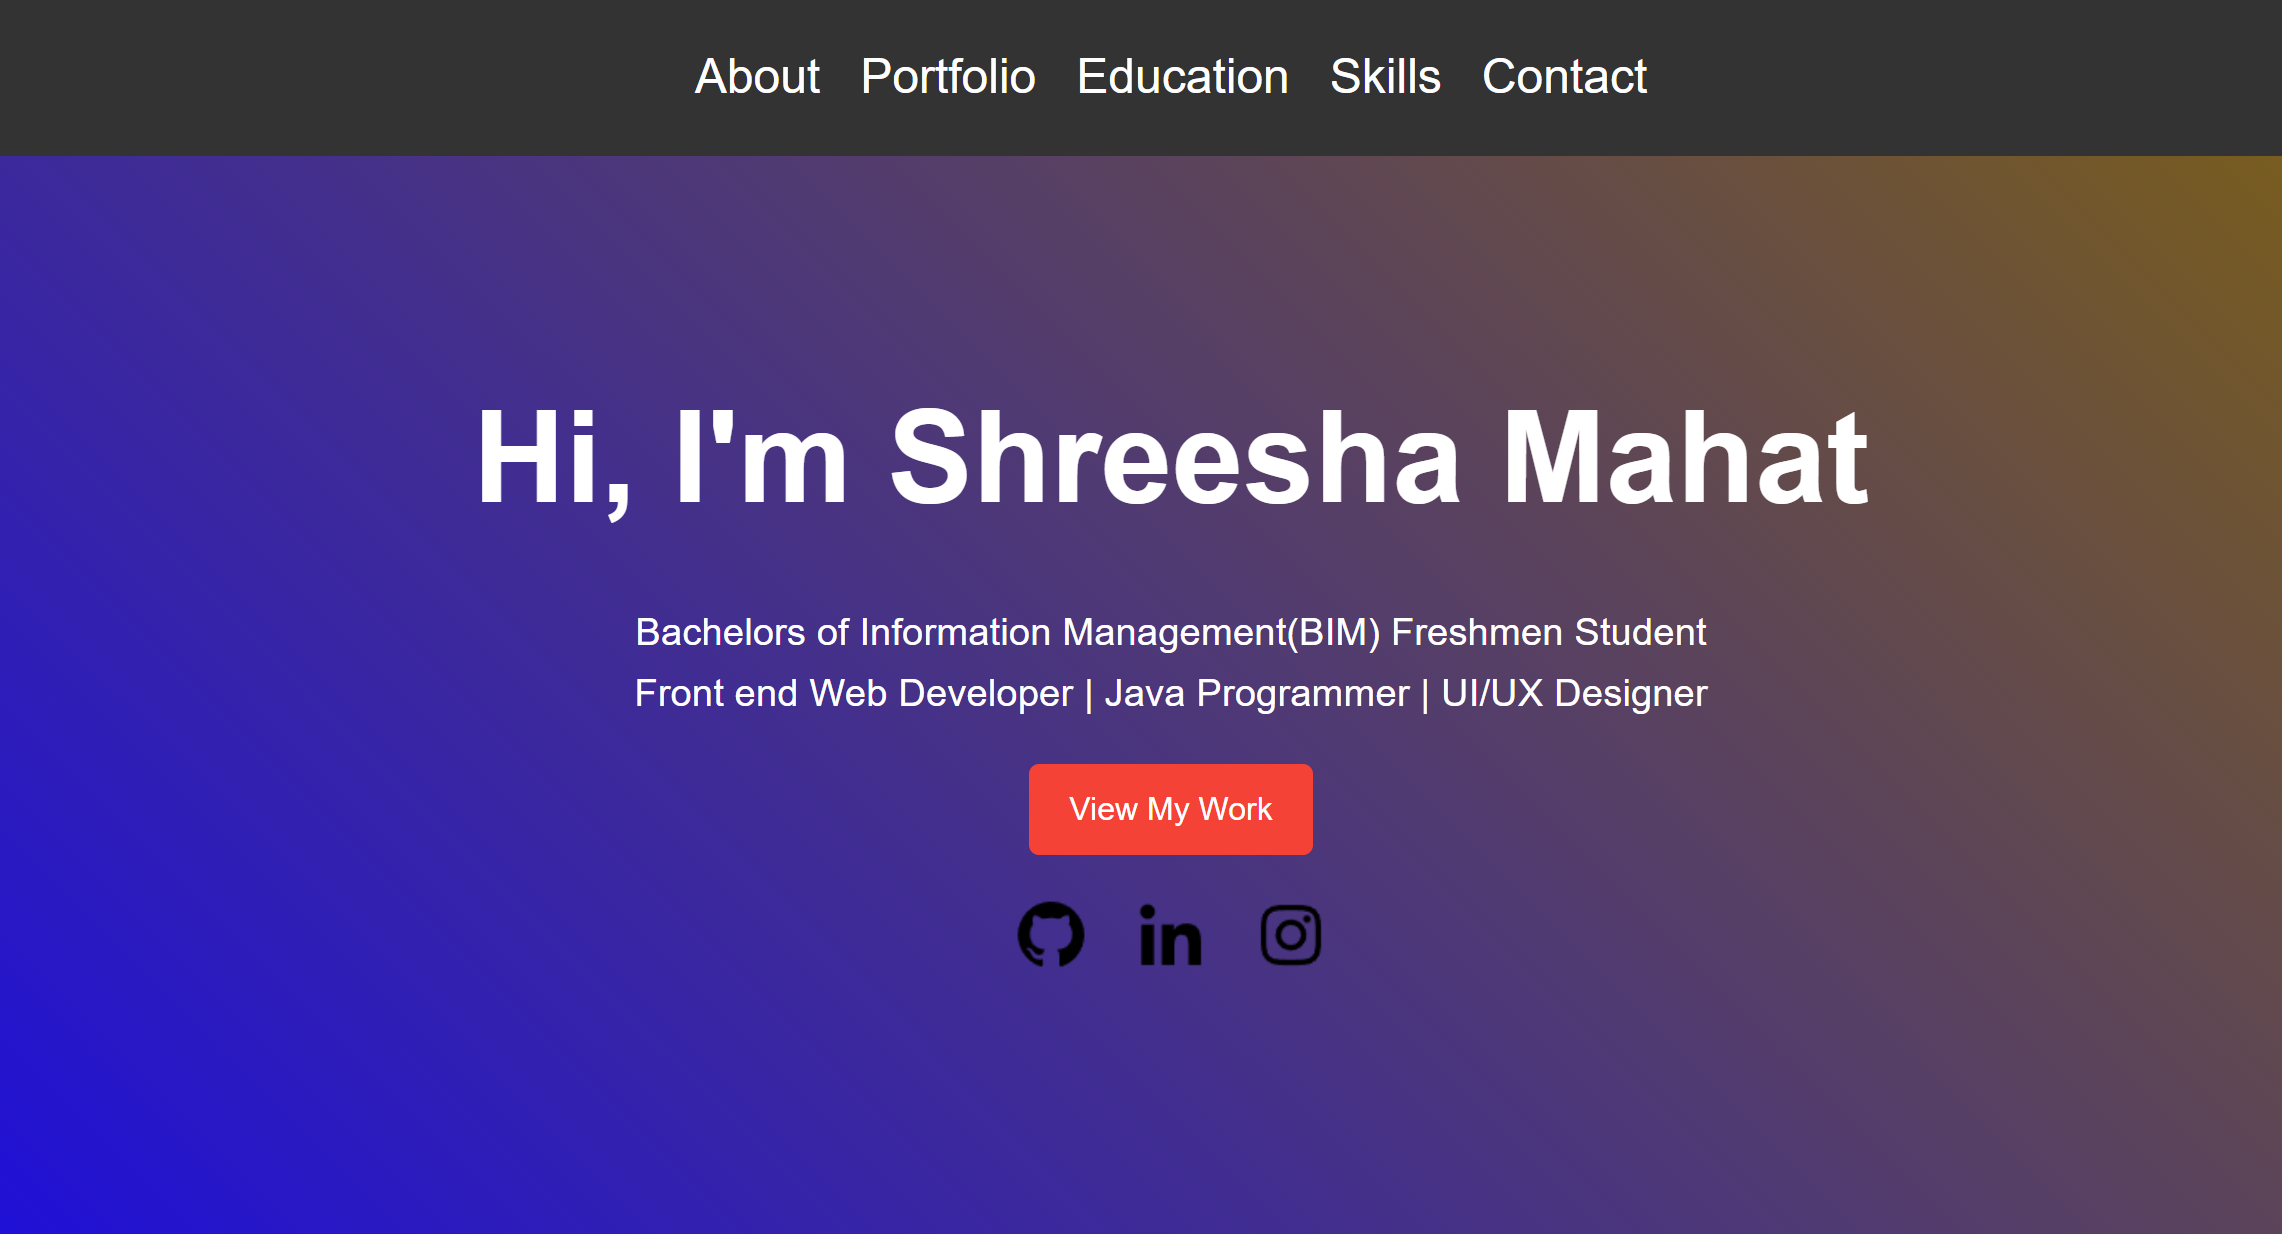 About Portfolio Education Skills Contact
Hi, I'm Shreesha Mahat
Bachelors of Information Management(BIM) Freshmen Student
Front end Web Developer | Java Programmer | UI/UX Designer
View My Work
in